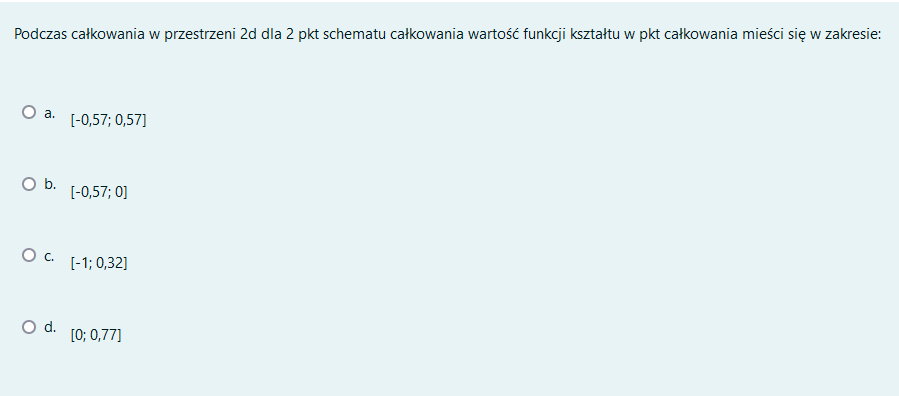 Podczas całkowania w przestrzeni 2d dla 2 pkt schematu całkowania wartość funkcji kształtu w pkt całkowania mieści się w zakresie:
a. [-0,57; 0,57]
b. [-0,57; 0]
c. [-1; 0,32]
d. [0; 0,77]